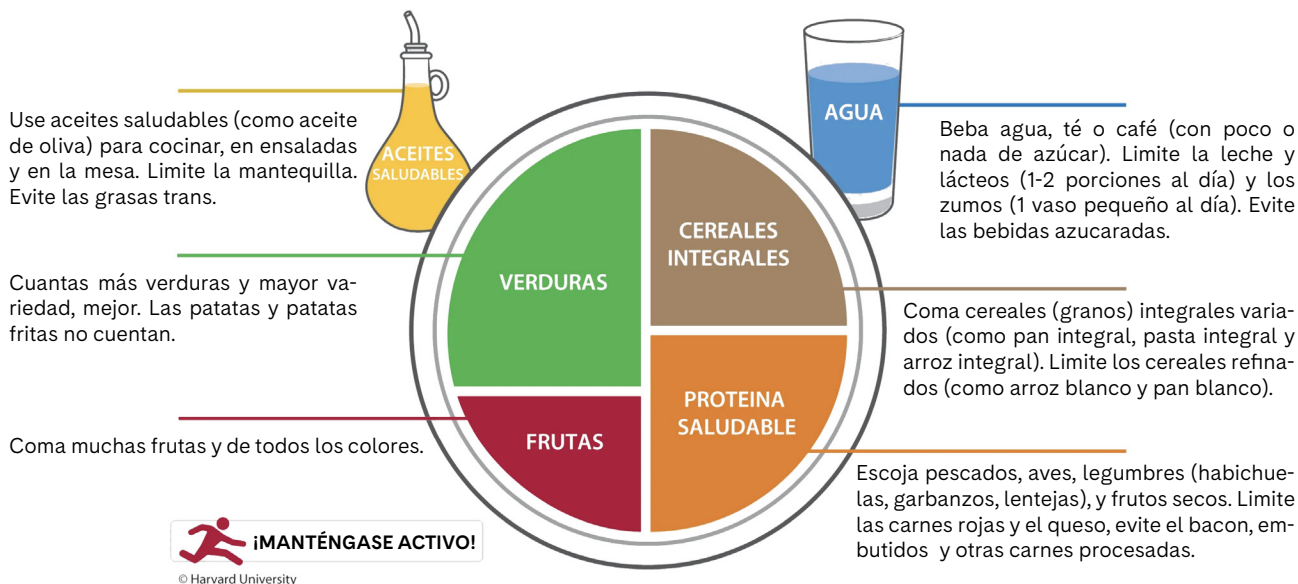 ACEITES
SALUDABLES
AGUA
Use aceites saludables (como aceite
de oliva) para cocinar, en ensaladas
y en la mesa. Limite la mantequilla.
Evite las grasas trans.
Beba agua, té o café (con poco o
nada de azúcar). Limite la leche y
lácteos (1-2 porciones al día) y los
zumos (1 vaso pequeño al día). Evite
las bebidas azucaradas.
VERDURAS
CEREALES
INTEGRALES
Cuantas más verduras y mayor va-
riedad, mejor. Las patatas y patatas
fritas no cuentan.
Coma cereales (granos) integrales varia-
dos (como pan integral, pasta integral y
arroz integral). Limite los cereales refina-
dos (como arroz blanco y pan blanco).
FRUTAS
PROTEINA
SALUDABLE
Coma muchas frutas y de todos los colores.
Escoja pescados, aves, legumbres (habichue-
las, garbanzos, lentejas), y frutos secos. Limite
las carnes rojas y el queso, evite el bacon, em-
butidos y otras carnes procesadas.
¡MANTÉNGASE ACTIVO!
© Harvard University